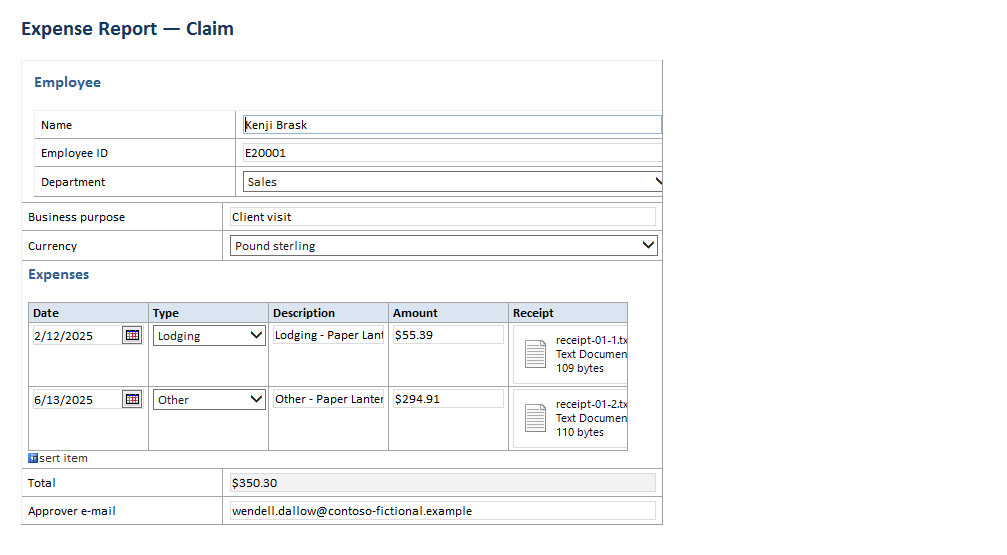 Expense Report — Claim
Employee
Name Kenji Brask
Employee ID E20001
Department Sales
Business purpose Client visit
Currency Pound sterling
Expenses
Date Type Description Amount Receipt
2/12/2025 Lodging Lodging - Paper Lant $55.39
receipt-01-1.tx
Text Documen
109 bytes
6/13/2025 Other Other - Paper Lanter $294.91
receipt-01-2.tx
Text Documen
110 bytes
item
Total $350.30
Approver e-mail wendell.dallow@contoso-fictional.example